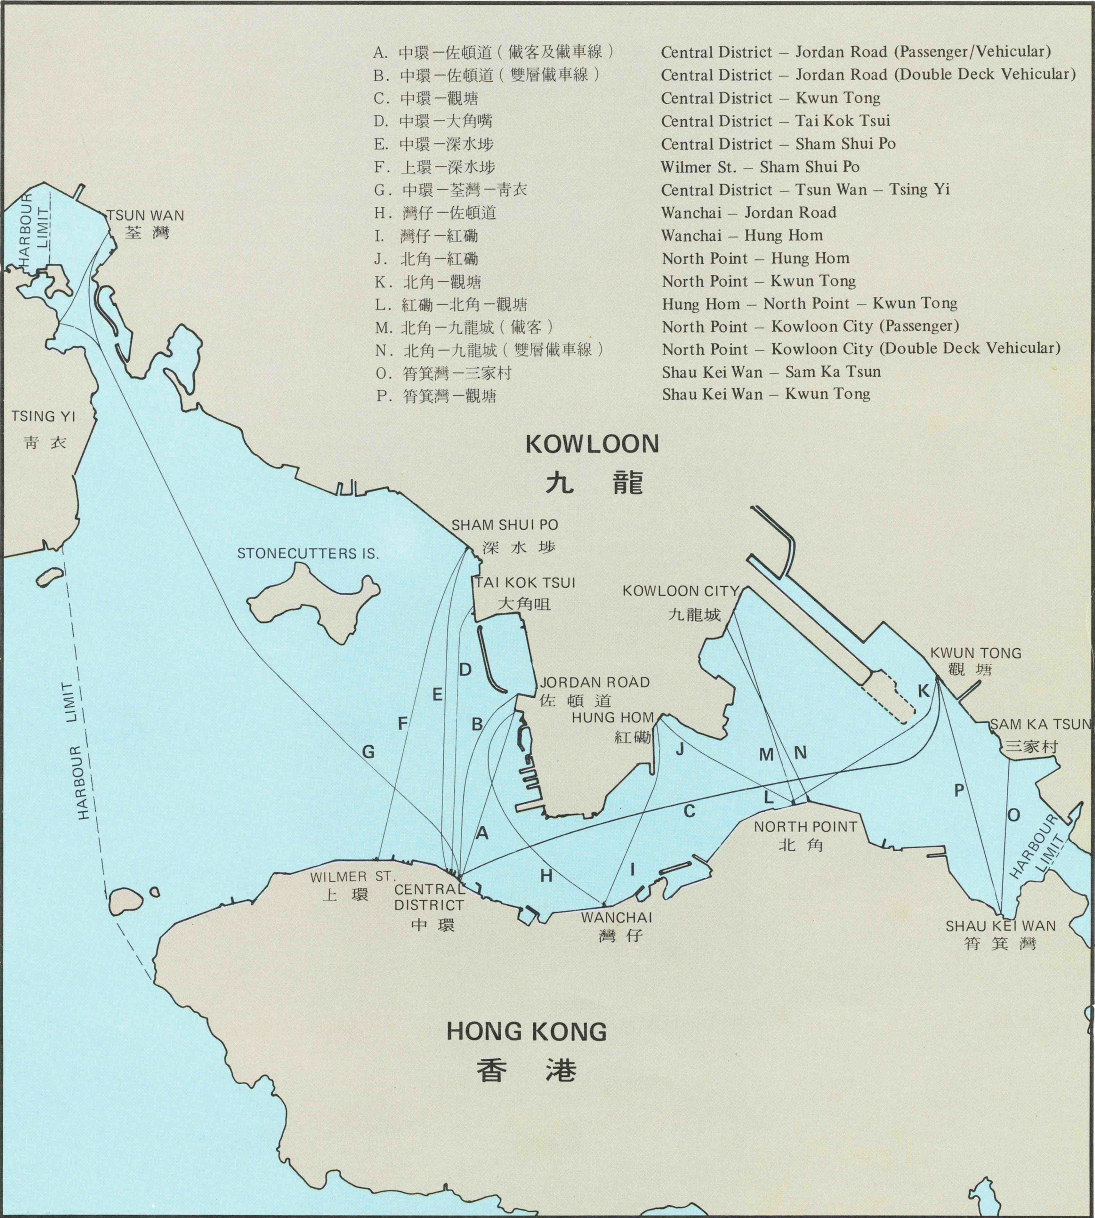 A. 中環－佐頓道（儎客及儎車線） Central District – Jordan Road (Passenger/Vehicular)
B. 中環－佐頓道（雙層儎車線） Central District – Jordan Road (Double Deck Vehicular)
C. 中環－觀塘 Central District – Kwun Tong
D. 中環－大角嘴 Central District – Tai Kok Tsui
E. 中環－深水埗 Central District – Sham Shui Po
F. 上環－深水埗 Wilmer St. – Sham Shui Po
G. 中環－荃灣－青衣 Central District – Tsun Wan – Tsing Yi
H. 灣仔－佐頓道 Wanchai – Jordan Road
I. 灣仔－紅磡 Wanchai – Hung Hom
J. 北角－紅磡 North Point – Hung Hom
K. 北角－觀塘 North Point – Kwun Tong
L. 紅磡－北角－觀塘 Hung Hom – North Point – Kwun Tong
M. 北角－九龍城（儎客） North Point – Kowloon City (Passenger)
N. 北角－九龍城（雙層儎車線） North Point – Kowloon City (Double Deck Vehicular)
O. 筲箕灣－三家村 Shau Kei Wan – Sam Ka Tsun
P. 筲箕灣－觀塘 Shau Kei Wan – Kwun Tong
HARBOUR
LIMIT
TSUN WAN
荃灣
TSING YI
青衣
KOWLOON
九龍
SHAM SHUI PO
深水埗
STONECUTTERS IS.
TAI KOK TSUI
大角咀
KOWLOON CITY
九龍城
KWUN TONG
觀塘
JORDAN ROAD
佐頓道
HUNG HOM
紅磡
SAM KA TSUN
三家村
D
E
B
F
G
A
H
I
J
M
N
K
L
C
P
O
HARBOUR LIMIT
HARBOUR
LIMIT
NORTH POINT
北角
WILMER ST.
上環
CENTRAL
DISTRICT
中環
WANCHAI
灣仔
SHAU KEI WAN
筲箕灣
HONG KONG
香港